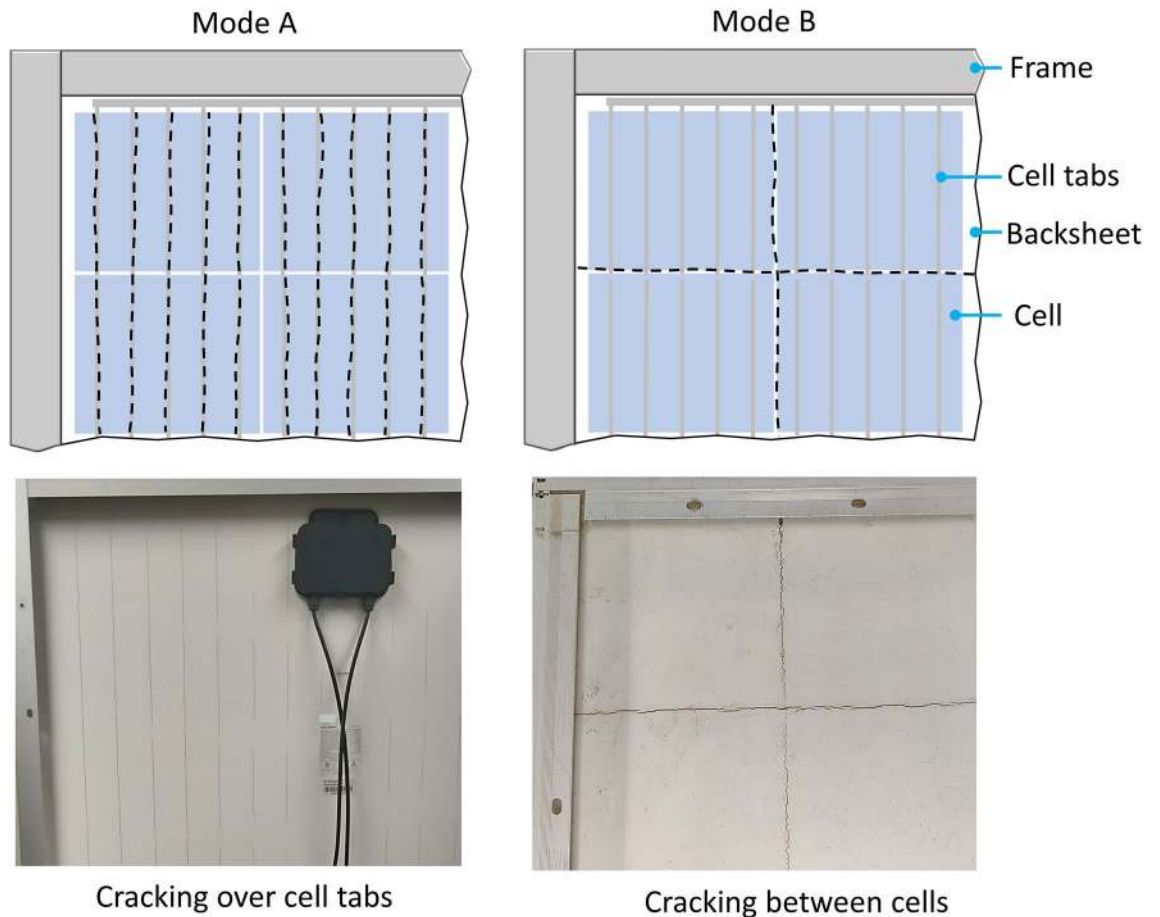 Mode A
Mode B
Frame
Cell tabs
Backsheet
Cell
Cracking over cell tabs
Cracking between cells